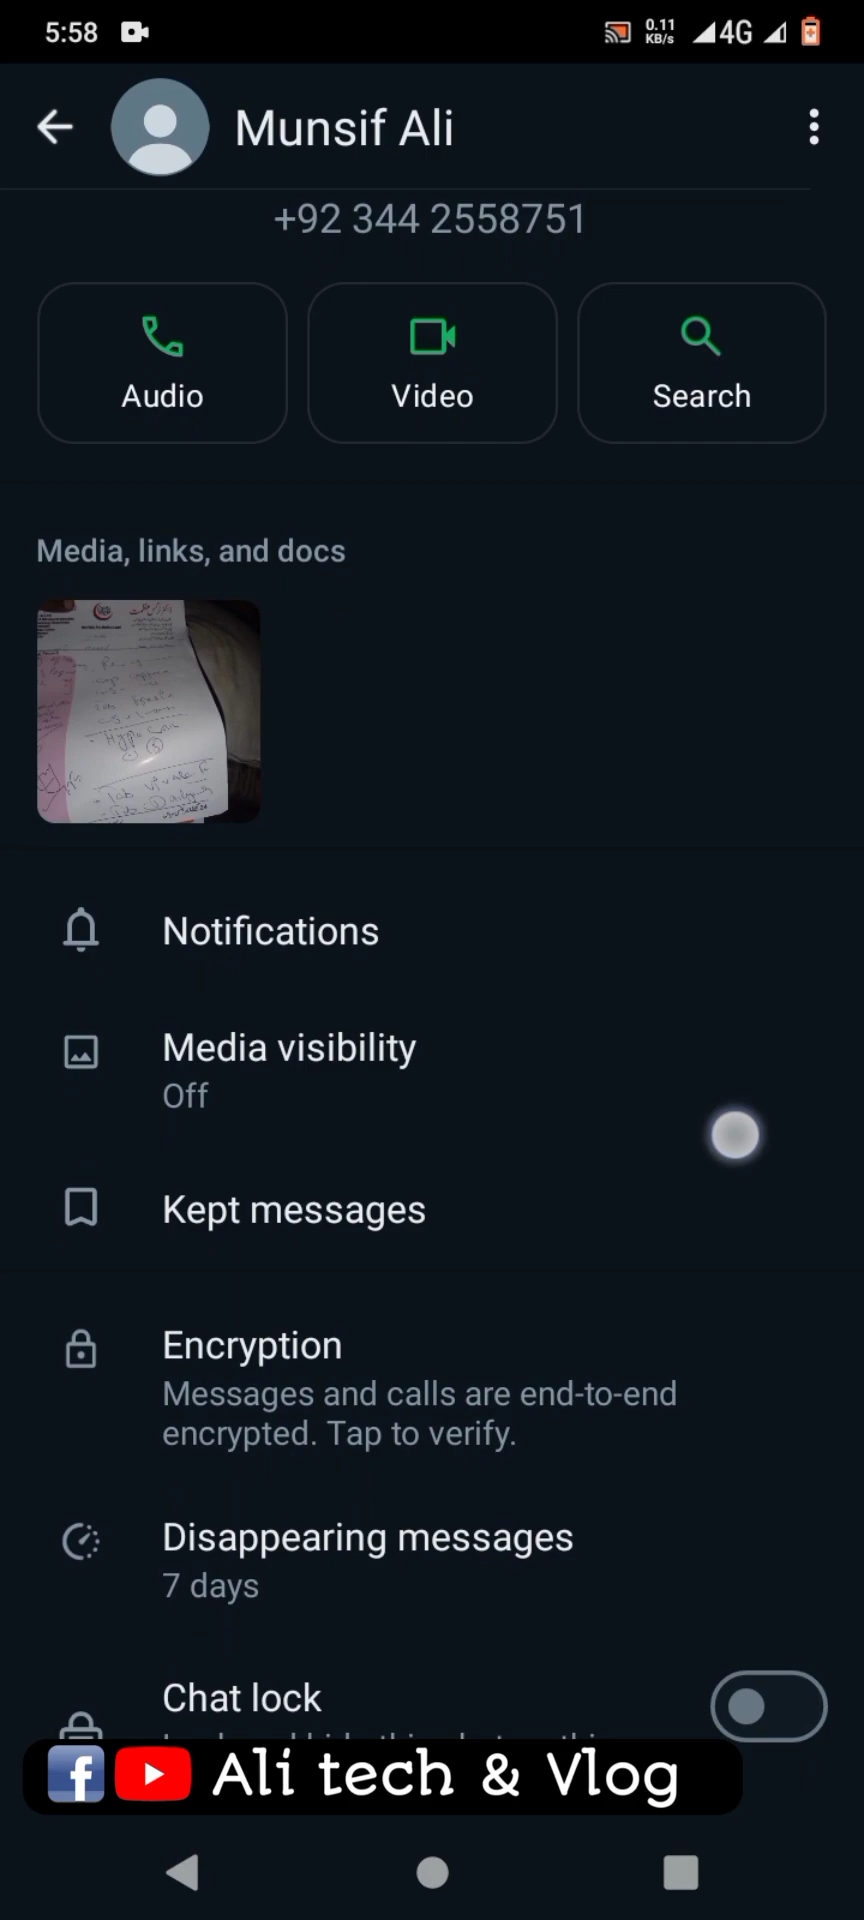 5:58
0.11
KB/s
4G
Munsif Ali
+92 344 2558751
Audio
Video
Search
Media, links, and docs
Notifications
Media visibility
Off
Kept messages
Encryption
Messages and calls are end-to-end
encrypted. Tap to verify.
Disappearing messages
7 days
Chat lock
Ali tech & Vlog